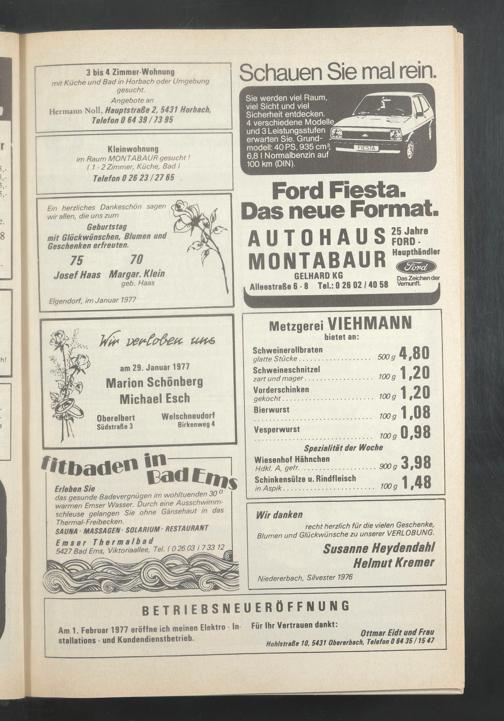 3 bis 4 Zimmer-Wohnung
mit Küche und Bad in Horbach oder Umgebung
gesucht.
Angebote an
Hermann Noll, Hauptstraße 2, 5431 Horbach,
Telefon 0 64 39 / 73 95
Kleinwohnung
im Raum MONTABAUR gesucht !
( 1 - 2 Zimmer, Küche, Bad )
Telefon 0 26 23 / 27 65
Ein herzliches Dankeschön sagen
wir allen, die uns zum
Geburtstag
mit Glückwünschen, Blumen und
Geschenken erfreuten.
75 70
Josef Haas Margar. Klein
geb. Haas
Elgendorf, im Januar 1977
Wir verloben uns
am 29. Januar 1977
Marion Schönberg
Michael Esch
Oberelbert Welschneudorf
Südstraße 3 Birkenweg 4
fitbaden in
Bad Ems
Erleben Sie
das gesunde Badevergnügen im wohltuenden 30°
warmen Emser Wasser. Durch eine Ausschwimm-
schleuse gelangen Sie ohne Gänsehaut in das
Thermal-Freibecken.
SAUNA · MASSAGEN · SOLARIUM · RESTAURANT
Emser Thermalbad
5427 Bad Ems, Viktoriaallee, Tel. ( 0 26 03 ) 7 33 12
Schauen Sie mal rein.
Sie werden viel Raum,
viel Sicht und viel
Sicherheit entdecken.
4 verschiedene Modelle
und 3 Leistungsstufen
erwarten Sie. Grund-
modell: 40 PS, 935 cm³,
6,8 l Normalbenzin auf
100 km (DIN).
FIESTA
Ford Fiesta.
Das neue Format.
AUTOHAUS
MONTABAUR
GELHARD KG
Alleestraße 6 - 8 Tel.: 0 26 02 / 40 58
25 Jahre
FORD -
Haupthändler
Ford
Das Zeichen der
Vernunft.
Metzgerei VIEHMANN
bietet an:
Schweinerollbraten
glatte Stücke 500 g 4,80
Schweineschnitzel
zart und mager 100 g 1,20
Vorderschinken
gekocht 100 g 1,20
Bierwurst
100 g 1,08
Vesperwurst
100 g 0,98
Spezialität der Woche
Wiesenhof Hähnchen
Hdkl. A, gefr. 900 g 3,98
Schinkensülze u. Rindfleisch
in Aspik 100 g 1,48
Wir danken
recht herzlich für die vielen Geschenke,
Blumen und Glückwünsche zu unserer VERLOBUNG.
Susanne Heydendahl
Helmut Kremer
Niedererbach, Silvester 1976
BETRIEBSNEUERÖFFNUNG
Am 1. Februar 1977 eröffne ich meinen Elektro - In-
stallations - und Kundendienstbetrieb.
Für Ihr Vertrauen dankt:
Ottmar Eidt und Frau
Hohlstraße 10, 5431 Obererbach, Telefon 0 64 35 / 15 47